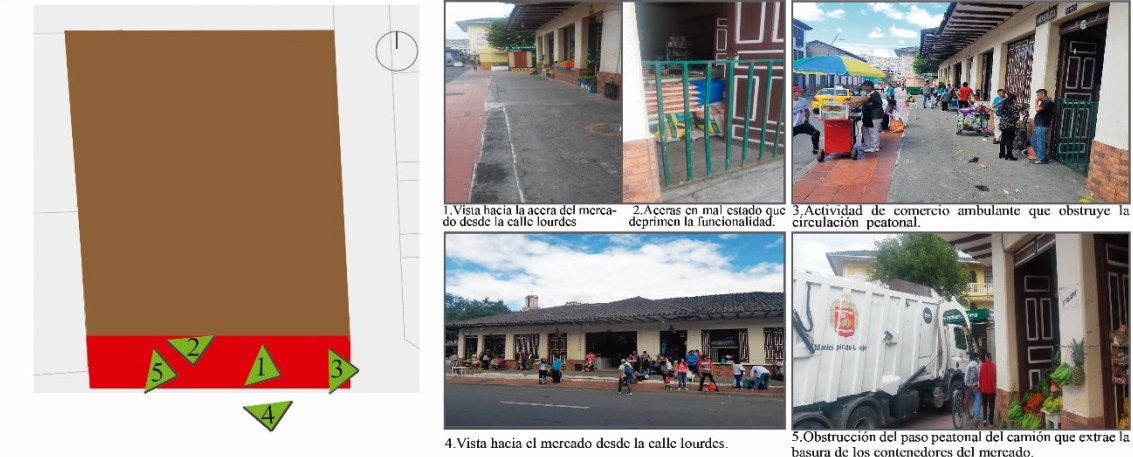 1
2
3
4
5
1.Vista hacia la acera del merca-
do desde la calle lourdes
2.Aceras en mal estado que
deprimen la funcionalidad.
3.Actividad de comercio ambulante que obstruye la
circulación peatonal.
4.Vista hacia el mercado desde la calle lourdes.
5.Obstrucción del paso peatonal del camión que extrae la
basura de los contenedores del mercado.